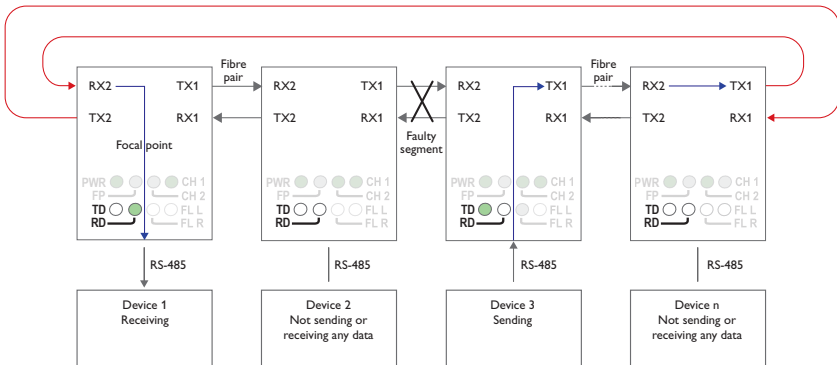 Fibre
pair
Fibre
pair
RX2 TX1
RX2 TX1
RX2 TX1
RX2 TX1
TX2 RX1
TX2 RX1
TX2 RX1
TX2 RX1
Focal point
Faulty
segment
PWR CH 1
FP CH 2
TD FL L
RD FL R
PWR CH 1
FP CH 2
TD FL L
RD FL R
PWR CH 1
FP CH 2
TD FL L
RD FL R
PWR CH 1
FP CH 2
TD FL L
RD FL R
RS-485
RS-485
RS-485
RS-485
Device 1
Receiving
Device 2
Not sending or
receiving any data
Device 3
Sending
Device n
Not sending or
receiving any data